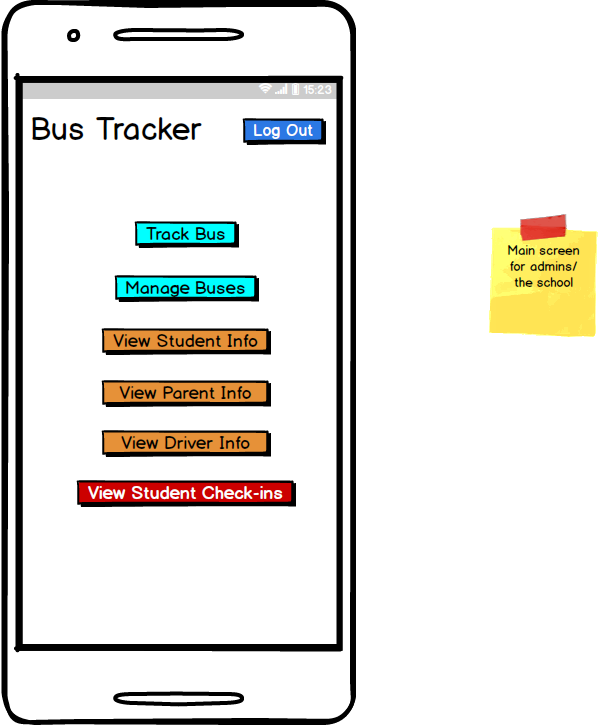 15:23
Bus Tracker
Log Out
Track Bus
Manage Buses
View Student Info
View Parent Info
View Driver Info
View Student Check-ins
Main screen
for admins/
the school